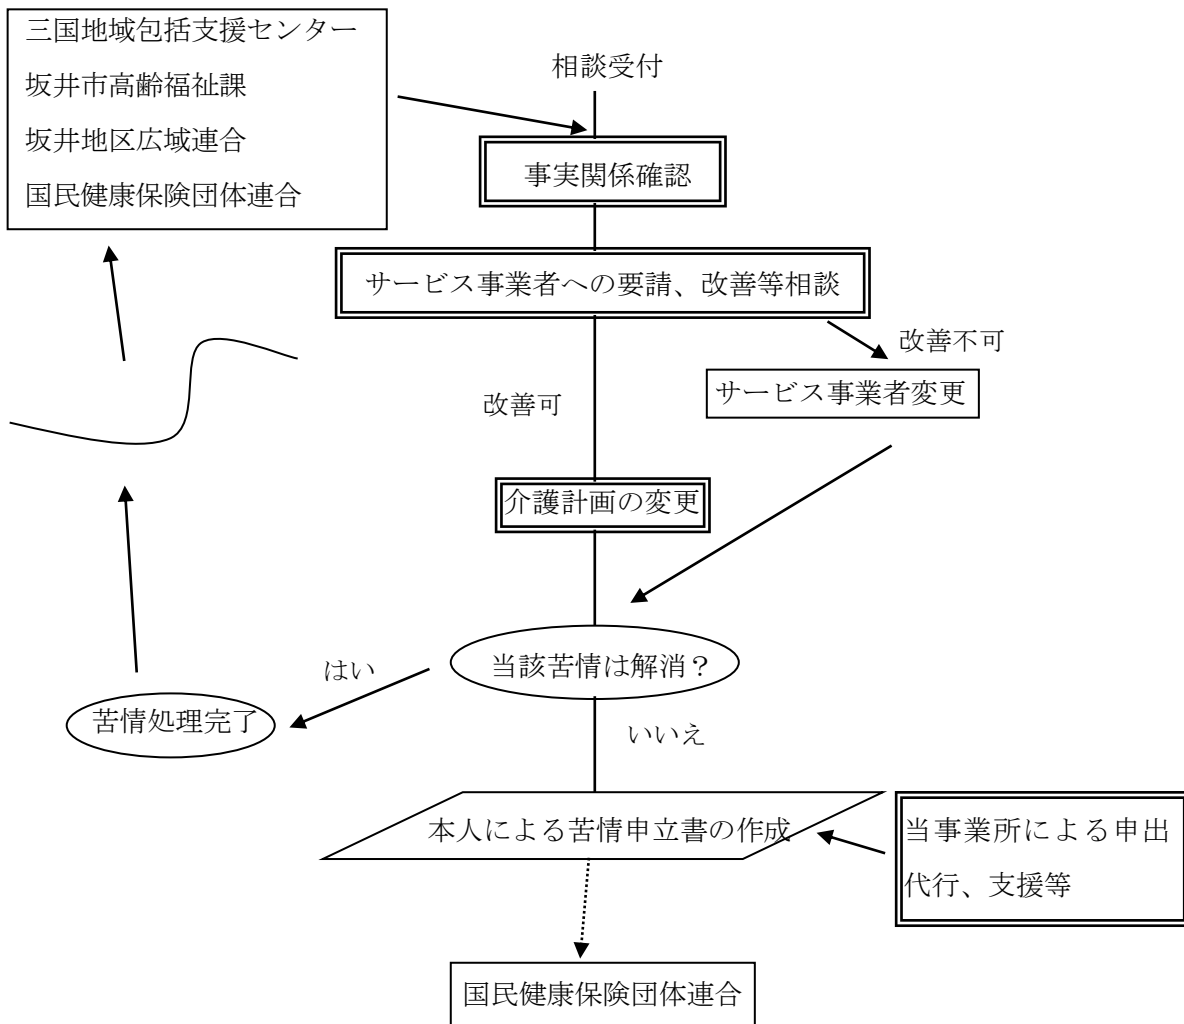 三国地域包括支援センター
坂井市高齢福祉課
坂井地区広域連合
国民健康保険団体連合
相談受付
事実関係確認
サービス事業者への要請、改善等相談
改善不可
サービス事業者変更
改善可
介護計画の変更
当該苦情は解消？
はい
苦情処理完了
いいえ
本人による苦情申立書の作成
当事業所による申出
代行、支援等
国民健康保険団体連合